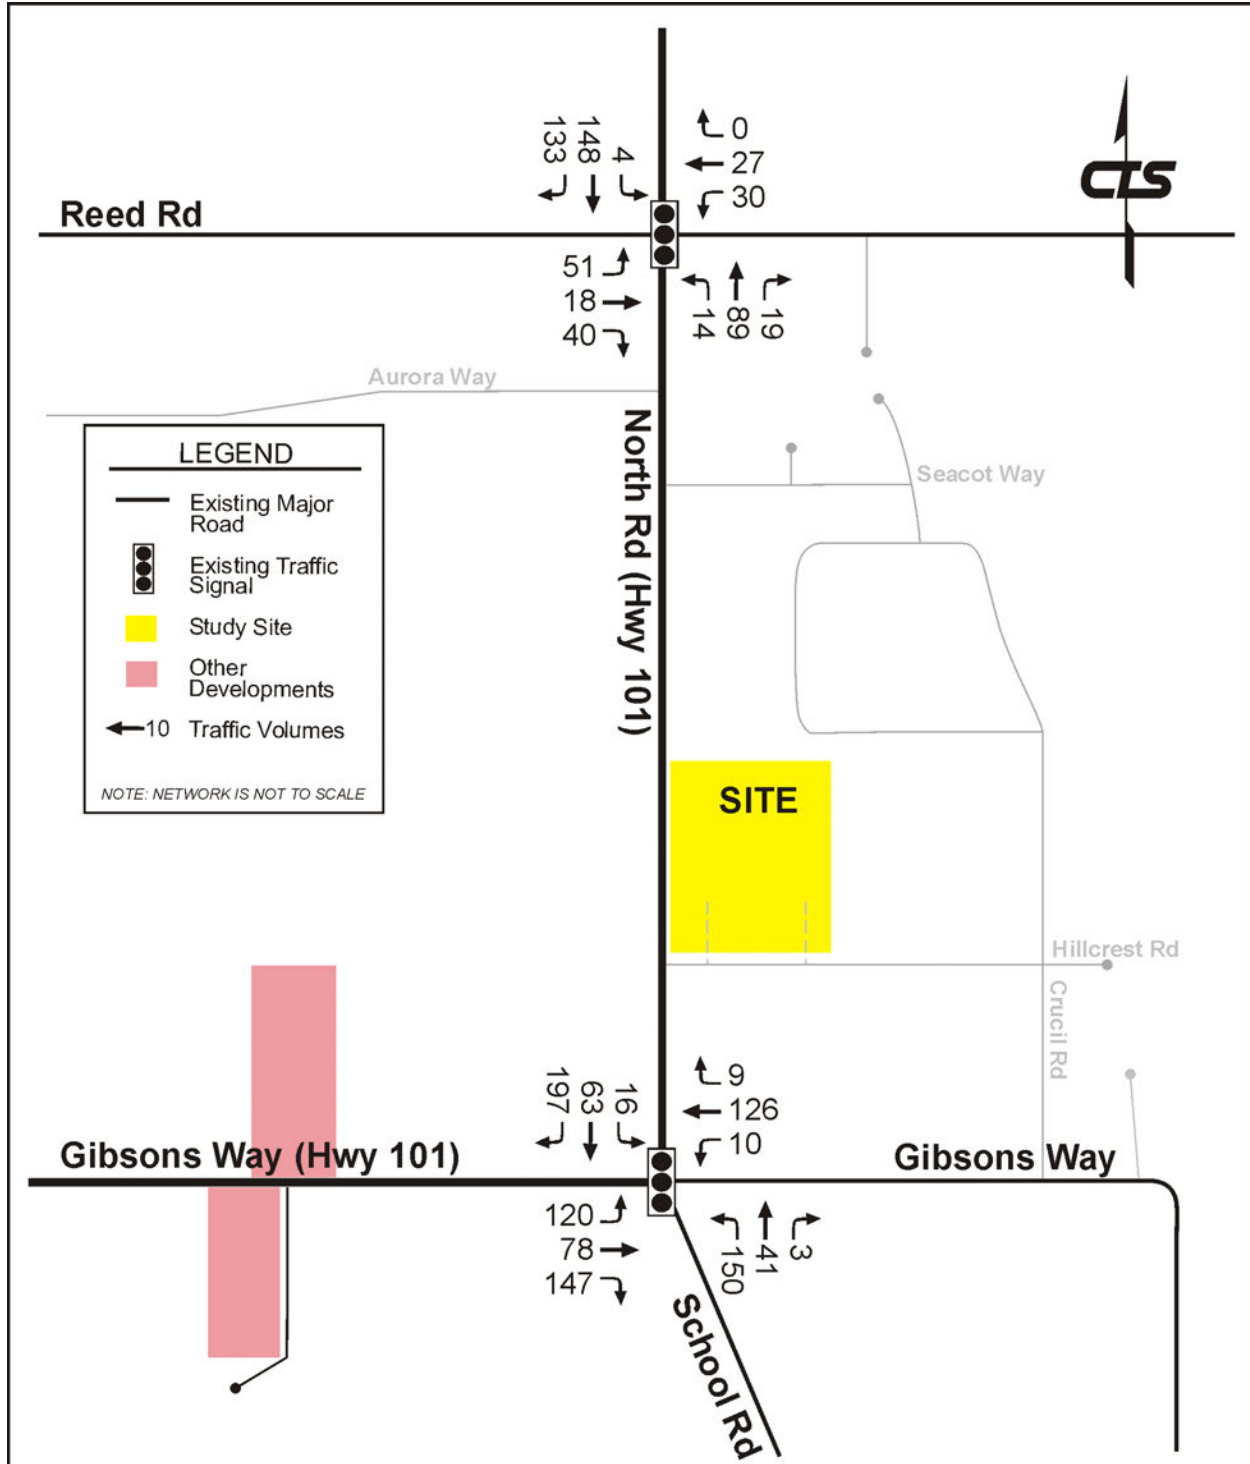 133
148
4
0
27
30
CTS
Reed Rd
51
18
40
14
89
19
Aurora Way
North Rd (Hwy 101)
Seacot Way
LEGEND
Existing Major
Road
Existing Traffic
Signal
Study Site
Other
Developments
10 Traffic Volumes
NOTE: NETWORK IS NOT TO SCALE
SITE
Hillcrest Rd
Crucil Rd
197
63
16
9
126
10
Gibsons Way (Hwy 101)
Gibsons Way
120
78
147
150
41
3
School Rd